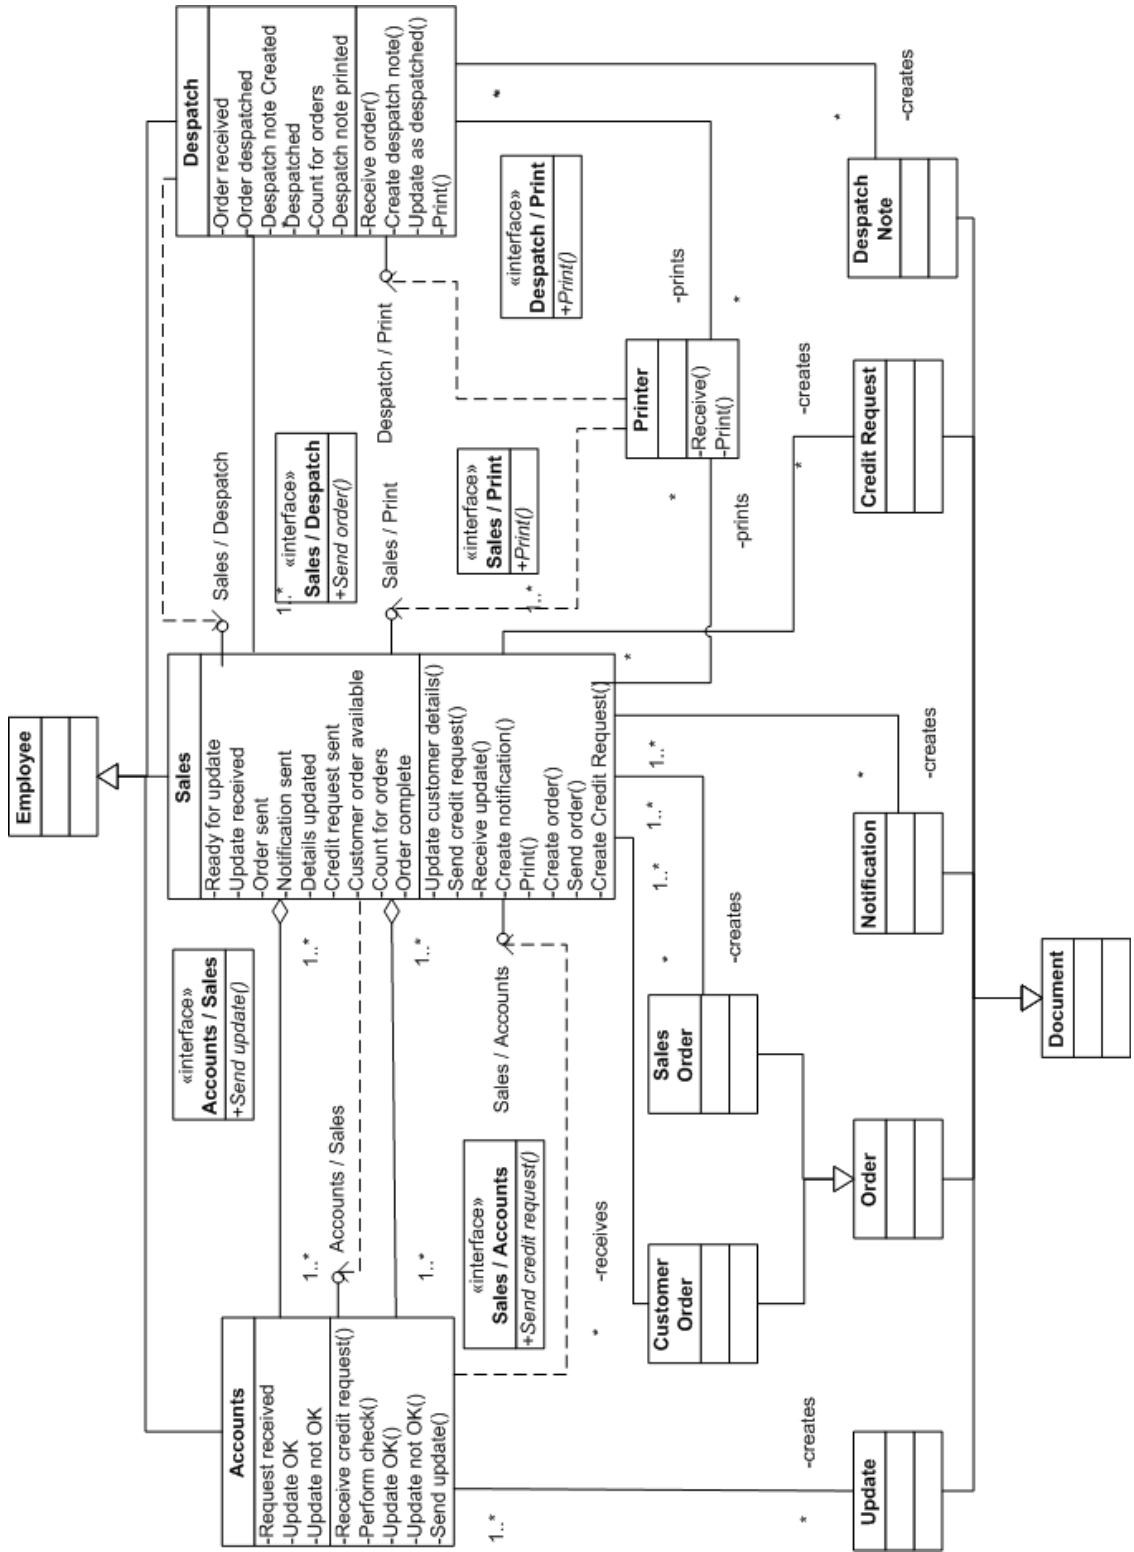 Employee
Accounts
-Request received
-Update OK
-Update not OK
-Receive credit request()
-Perform check()
-Update OK()
-Update not OK()
-Send update()
«interface»
Accounts / Sales
+Send update()
Sales
-Ready for update
-Update received
-Order sent
-Notification sent
-Details updated
-Credit request sent
-Customer order available
-Count for orders
-Order complete
-Update customer details()
-Send credit request()
-Receive update()
-Create notification()
-Print()
-Create order()
-Send order()
-Create Credit Request()
Sales / Despatch
Despatch
-Order received
-Order despatched
-Despatch note Created
-Despatched
-Count for orders
-Despatch note printed
-Receive order()
-Create despatch note()
-Update as despatched()
-Print()
*
1..*
1..*
Accounts / Sales
1..*
1..*
1..*
«interface»
Sales / Despatch
+Send order()
Sales / Print
Despatch / Print
«interface»
Sales / Accounts
+Send credit request()
Sales / Accounts
«interface»
Sales / Print
+Print()
1..*
«interface»
Despatch / Print
+Print()
*
1..*
*
-receives
*
1..*
1..*
1..*
*
-prints
Printer
-Receive()
-Print()
*
-prints
*
Customer
Order
Sales
Order
*
-creates
-creates
*
-creates
*
-creates
*
-creates
*
Update
Order
Notification
Credit Request
Despatch
Note
Document